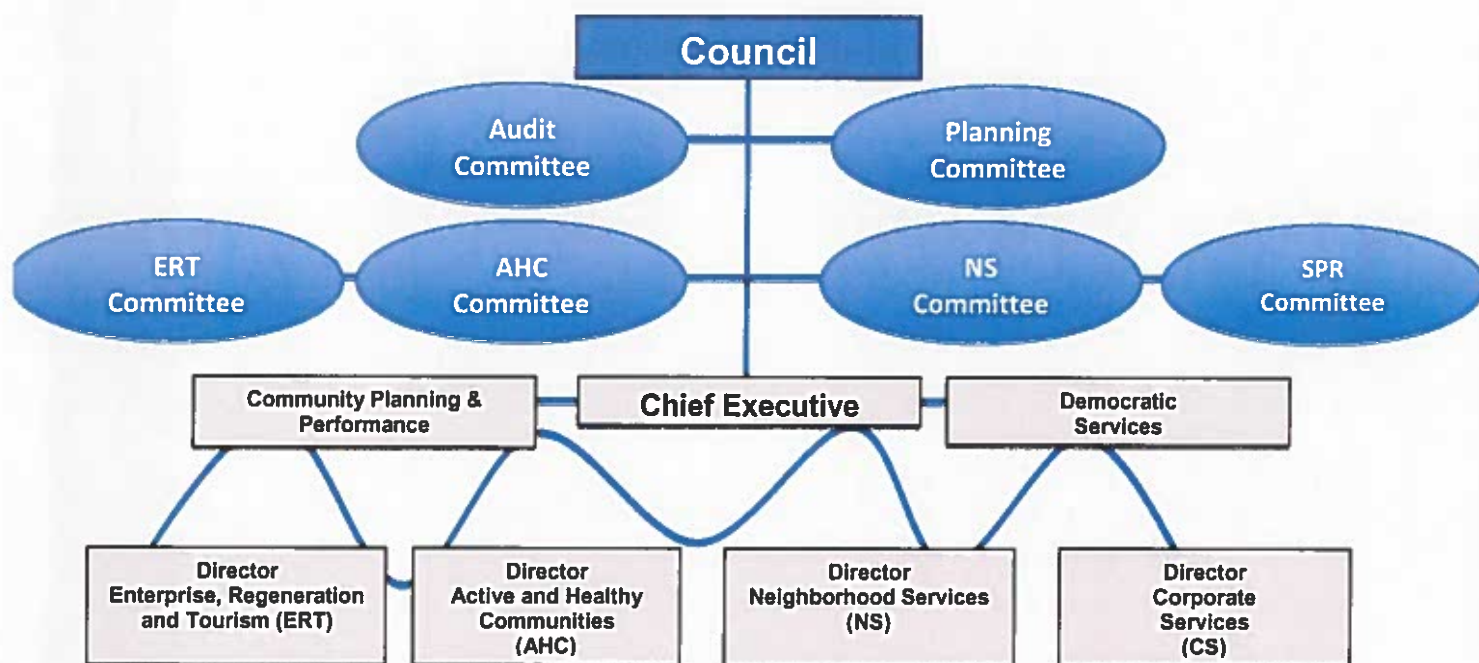 Council
Audit
Committee
Planning
Committee
ERT
Committee
AHC
Committee
NS
Committee
SPR
Committee
Community Planning &
Performance
Chief Executive
Democratic
Services
Director
Enterprise, Regeneration
and Tourism (ERT)
Director
Active and Healthy
Communities
(AHC)
Director
Neighborhood Services
(NS)
Director
Corporate
Services
(CS)